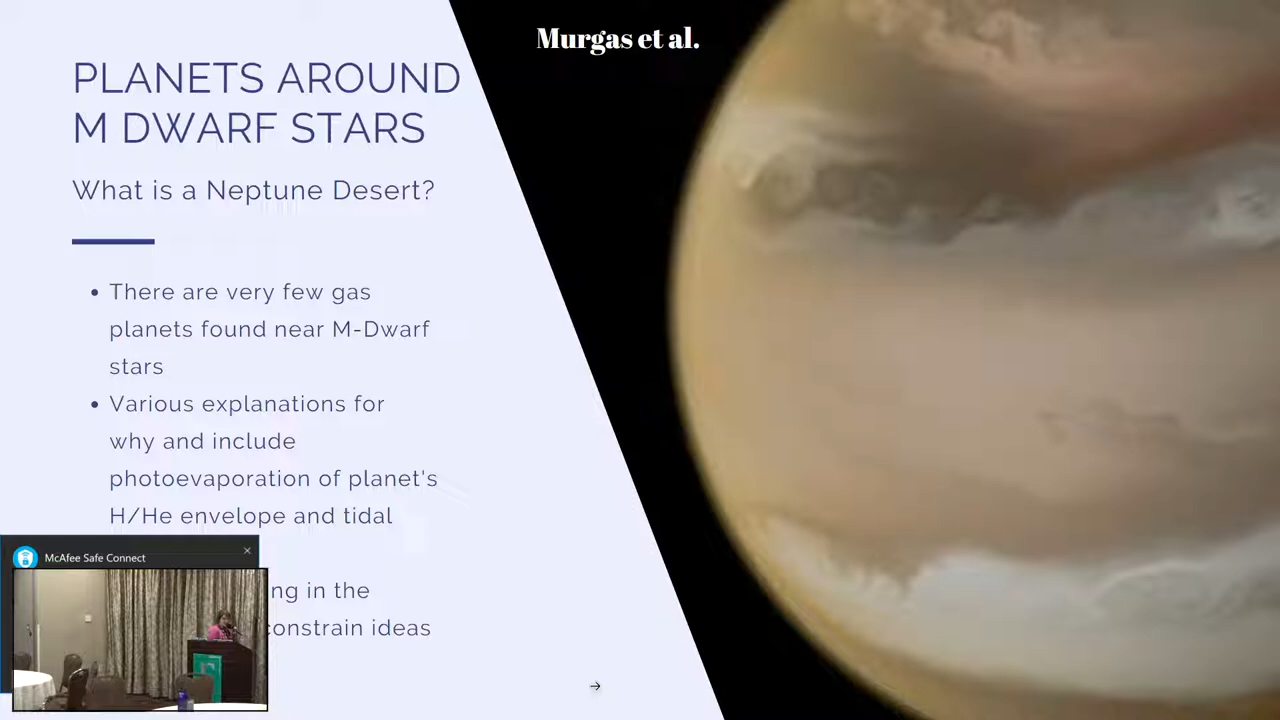 Murgas et al.
PLANETS AROUND
M DWARF STARS
What is a Neptune Desert?
There are very few gas
planets found near M-Dwarf
stars
Various explanations for
why and include
photoevaporation of planet's
H/He envelope and tidal
McAfee Safe Connect
ng in the
constrain ideas